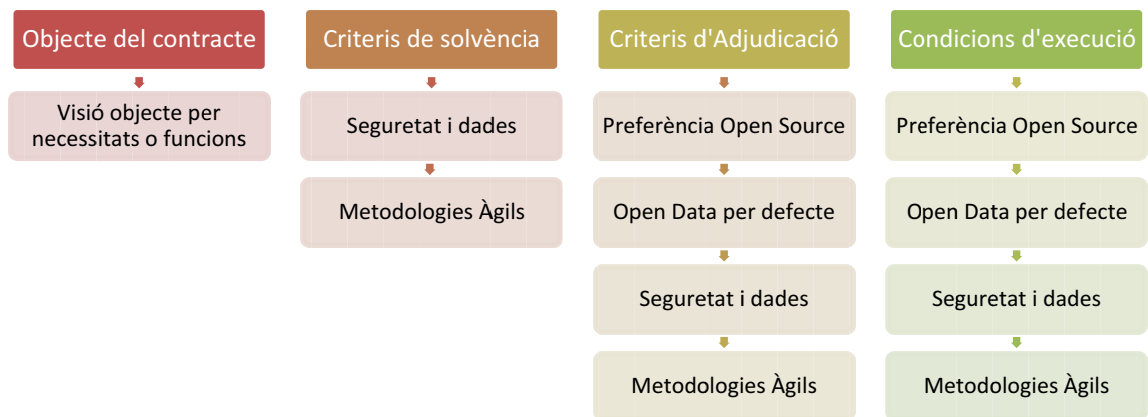 Objecte del contracte
Visió objecte per
necessitats o funcions
Criteris de solvència
Seguretat i dades
Metodologies Àgils
Criteris d'Adjudicació
Preferència Open Source
Open Data per defecte
Seguretat i dades
Metodologies Àgils
Condicions d'execució
Preferència Open Source
Open Data per defecte
Seguretat i dades
Metodologies Àgils